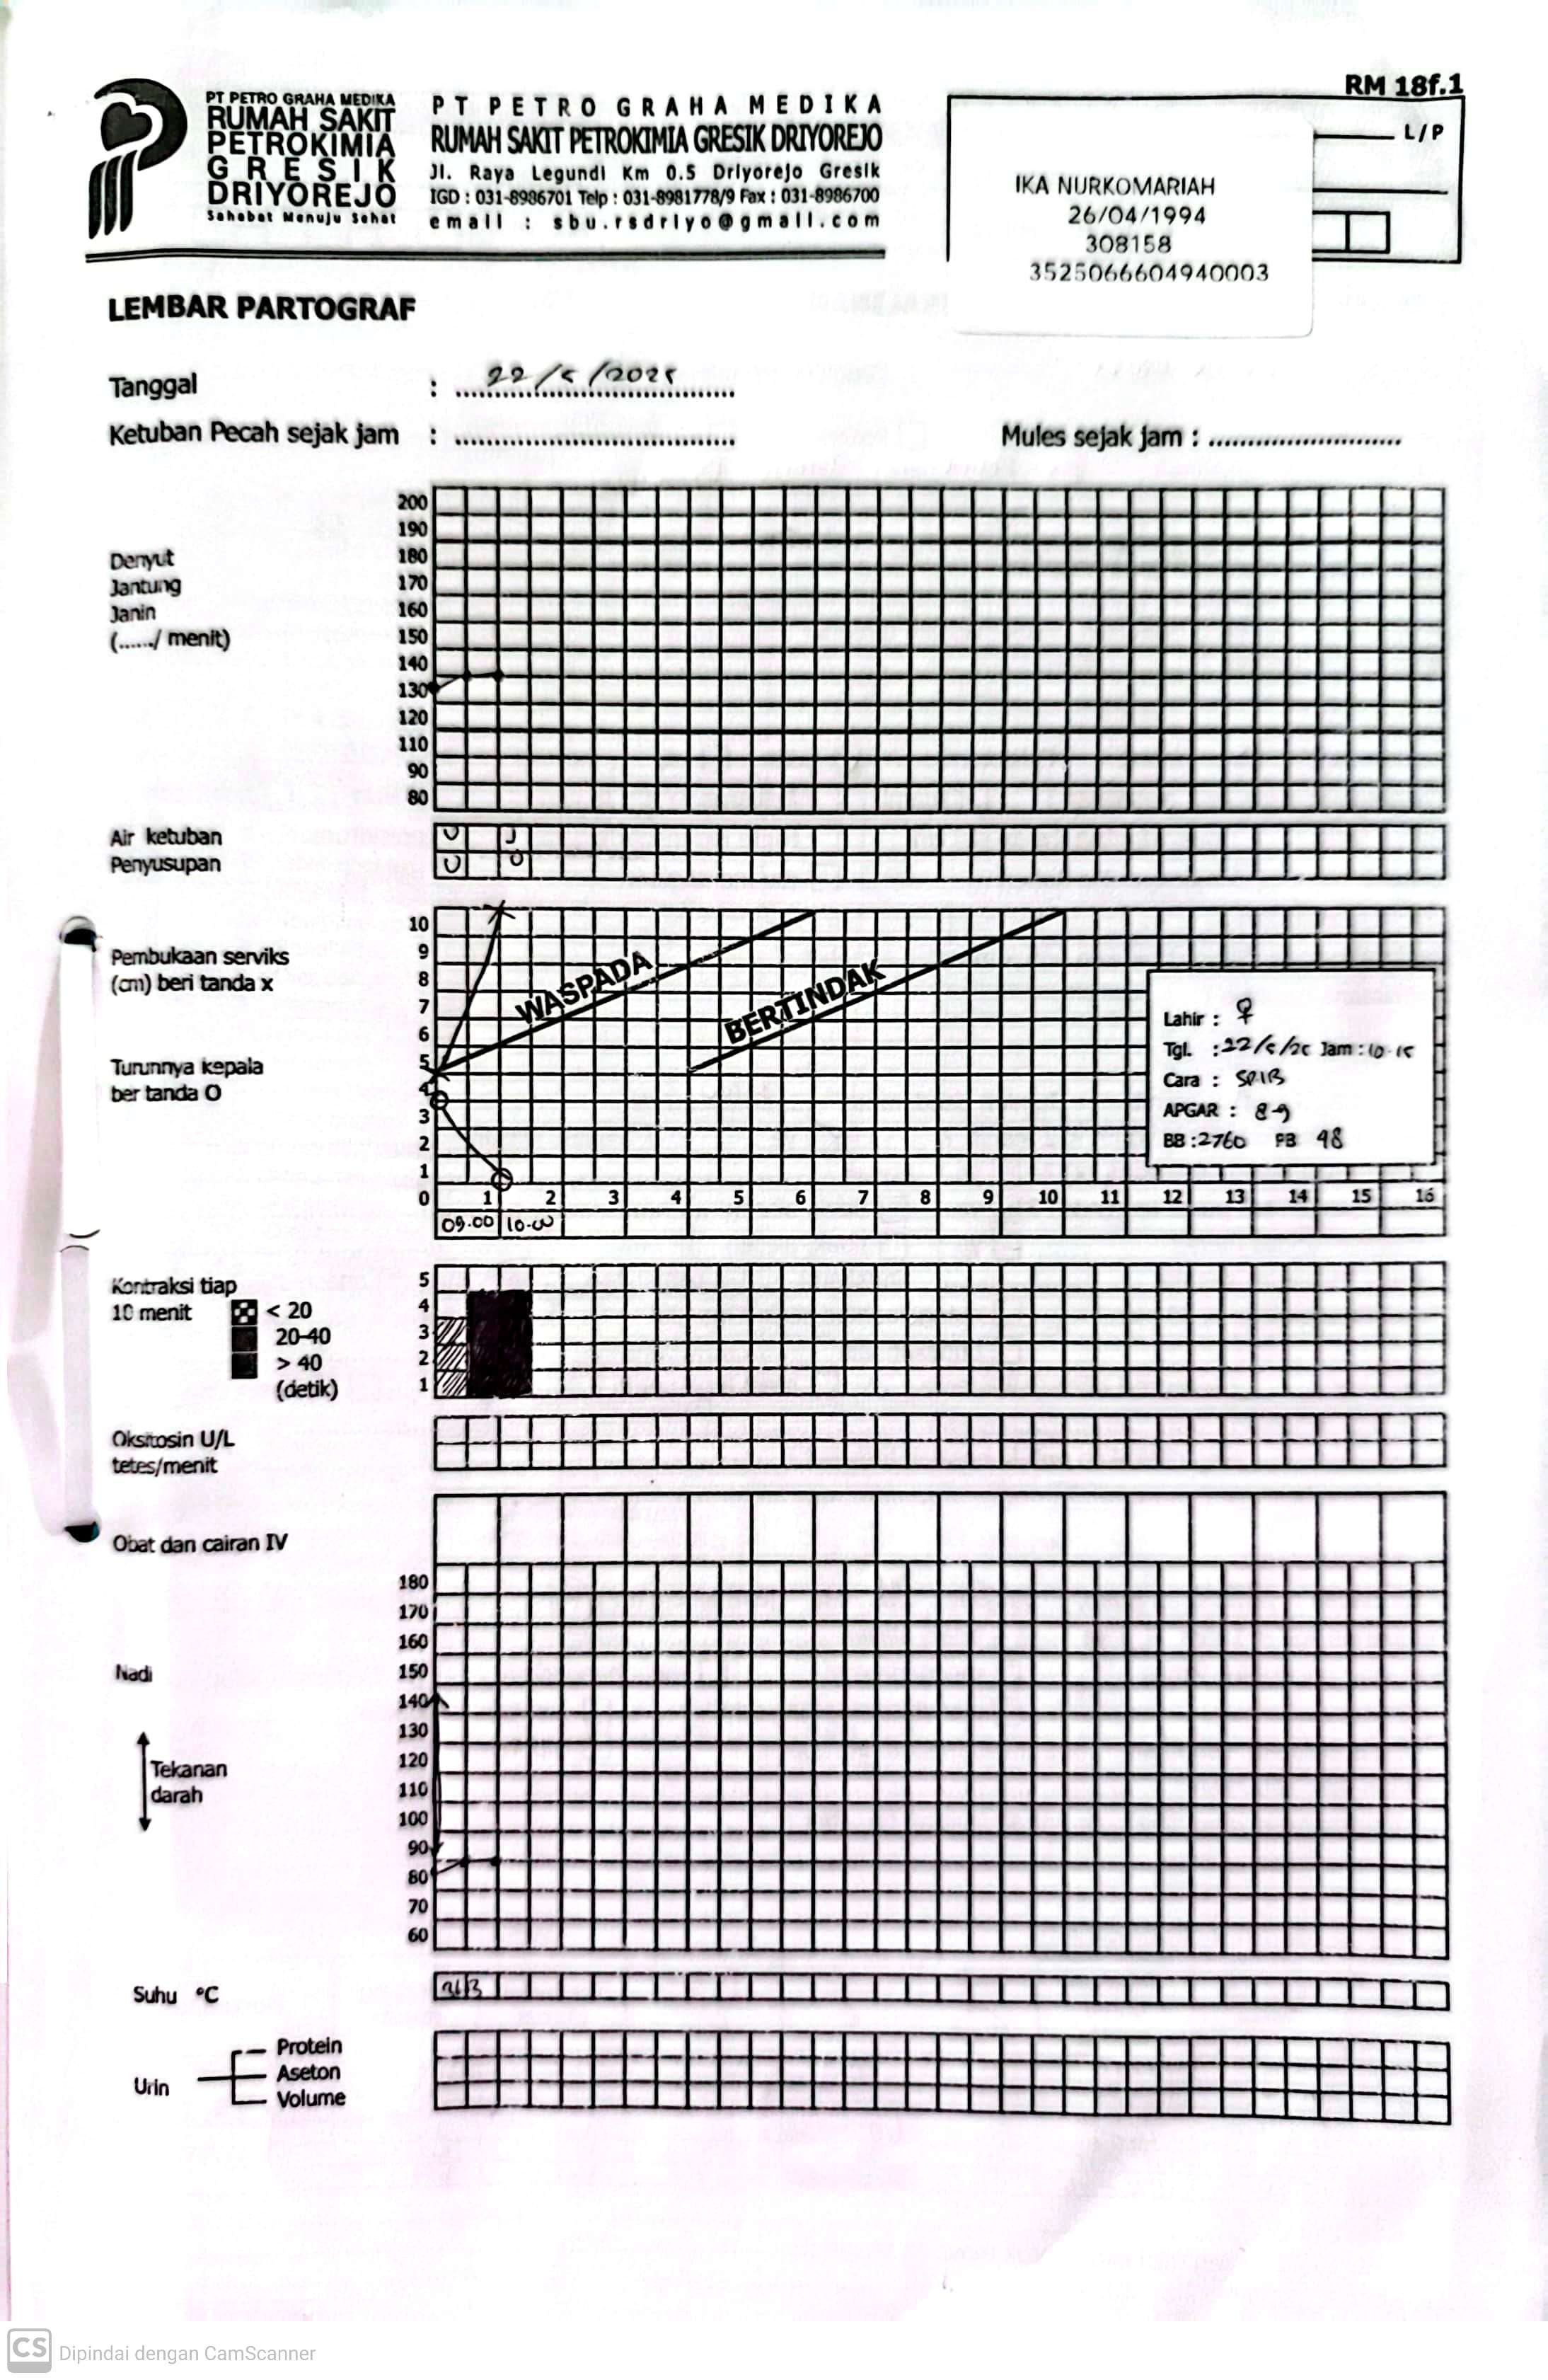 RM 18f.1
PT PETRO GRAHA MEDIKA
RUMAH SAKIT
PETROKIMIA
GRESIK
DRIYOREJO
Sahabat Menuju Sehat
PT PETRO GRAHA MEDIKA
RUMAH SAKIT PETROKIMIA GRESIK DRIYOREJO
Jl. Raya Legundi Km 0.5 Driyorejo Gresik
IGD : 031-8986701 Telp : 031-8981778/9 Fax : 031-8986700
email : sbu.rsdriyo@gmail.com
L/P
IKA NURKOMARIAH
26/04/1994
308158
3525066604940003
LEMBAR PARTOGRAF
Tanggal : 22/5/2025
Ketuban Pecah sejak jam : ..............................
Mules sejak jam : ..........................
Denyut
Jantung
Janin
(....../ menit)
200
190
180
170
160
150
140
130
120
110
90
80
Air ketuban U J
Penyusupan U 0
Pembukaan serviks
(cm) beri tanda x
Turunnya kepala
ber tanda O
10
9
8
7
6
5
4
3
2
1
0 1 2 3 4 5 6 7 8 9 10 11 12 13 14 15 16
09.00 10.00
WASPADA
BERTINDAK
Lahir : ♀
Tgl. : 22/5/25 Jam : 10.15
Cara : SPTB
APGAR : 8-9
BB : 2760 PB 48
Kontraksi tiap
10 menit < 20
20-40
> 40
(detik)
5
4
3
2
1
Oksitosin U/L
tetes/menit
Obat dan cairan IV
180
170
160
150
140
130
120
110
100
90
80
70
60
Nadi
Tekanan
darah
Suhu °C
Urin
Protein
Aseton
Volume
CS Dipindai dengan CamScanner